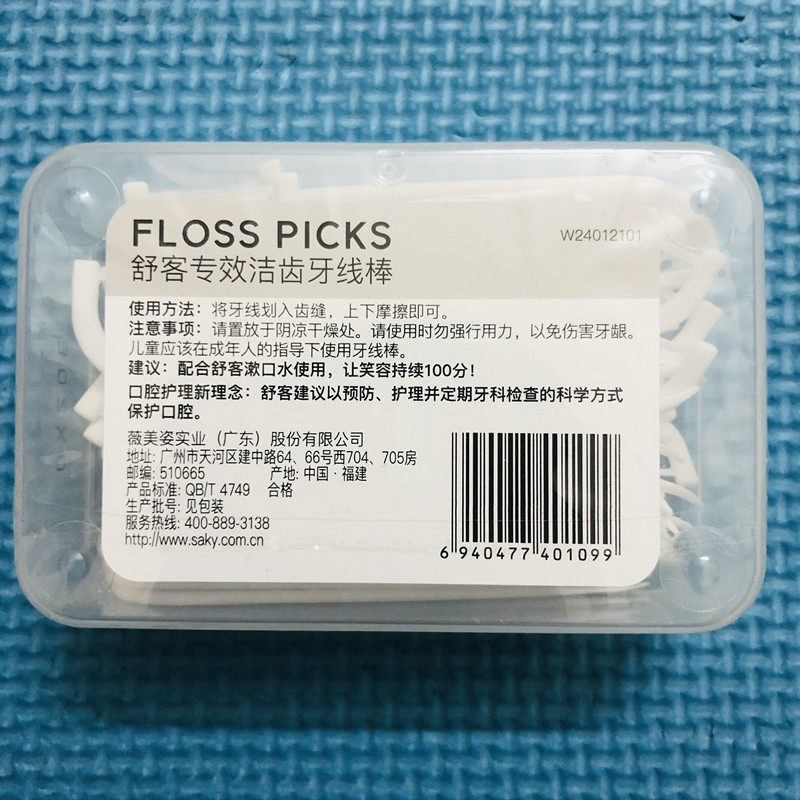 FLOSS PICKS
W24012101
舒客专效洁齿牙线棒
使用方法：将牙线划入齿缝，上下摩擦即可。
注意事项：请置放于阴凉干燥处。请使用时勿强行用力，以免伤害牙龈。
儿童应该在成年人的指导下使用牙线棒。
建议：配合舒客漱口水使用，让笑容持续100分！
口腔护理新理念：舒客建议以预防、护理并定期牙科检查的科学方式
保护口腔。
薇美姿实业（广东）股份有限公司
地址: 广州市天河区建中路64、66号西704、705房
邮编: 510665 产地: 中国·福建
产品标准: QB/T 4749 合格
生产批号: 见包装
服务热线: 400-889-3138
http://www.saky.com.cn
6 940477 401099